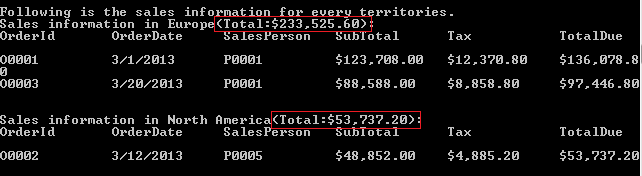 Following is the sales information for every territories.
Sales information in Europe(Total:$233,525.60):
OrderId OrderDate SalesPerson SubTotal Tax TotalDue
O0001 3/1/2013 P0001 $123,708.00 $12,370.80 $136,078.8
0
O0003 3/20/2013 P0001 $88,588.00 $8,858.80 $97,446.80
Sales information in North America(Total:$53,737.20):
OrderId OrderDate SalesPerson SubTotal Tax TotalDue
O0002 3/12/2013 P0005 $48,852.00 $4,885.20 $53,737.20